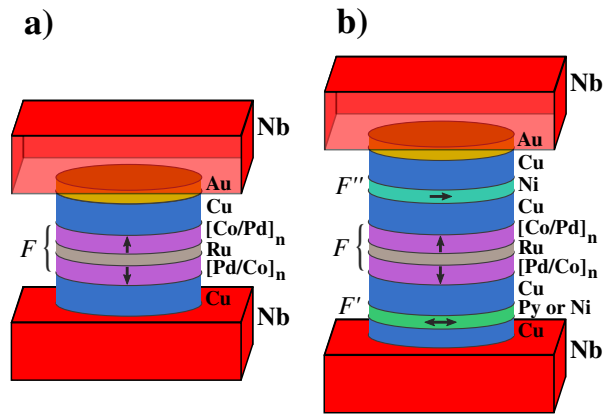 a)
Nb
Au
Cu
[Co/Pd]n
F
Ru
[Pd/Co]n
Cu
Nb
b)
Nb
Cu
F''
Ni
Cu
[Co/Pd]n
F
Ru
[Pd/Co]n
Cu
F'
Py or Ni
Cu
Nb